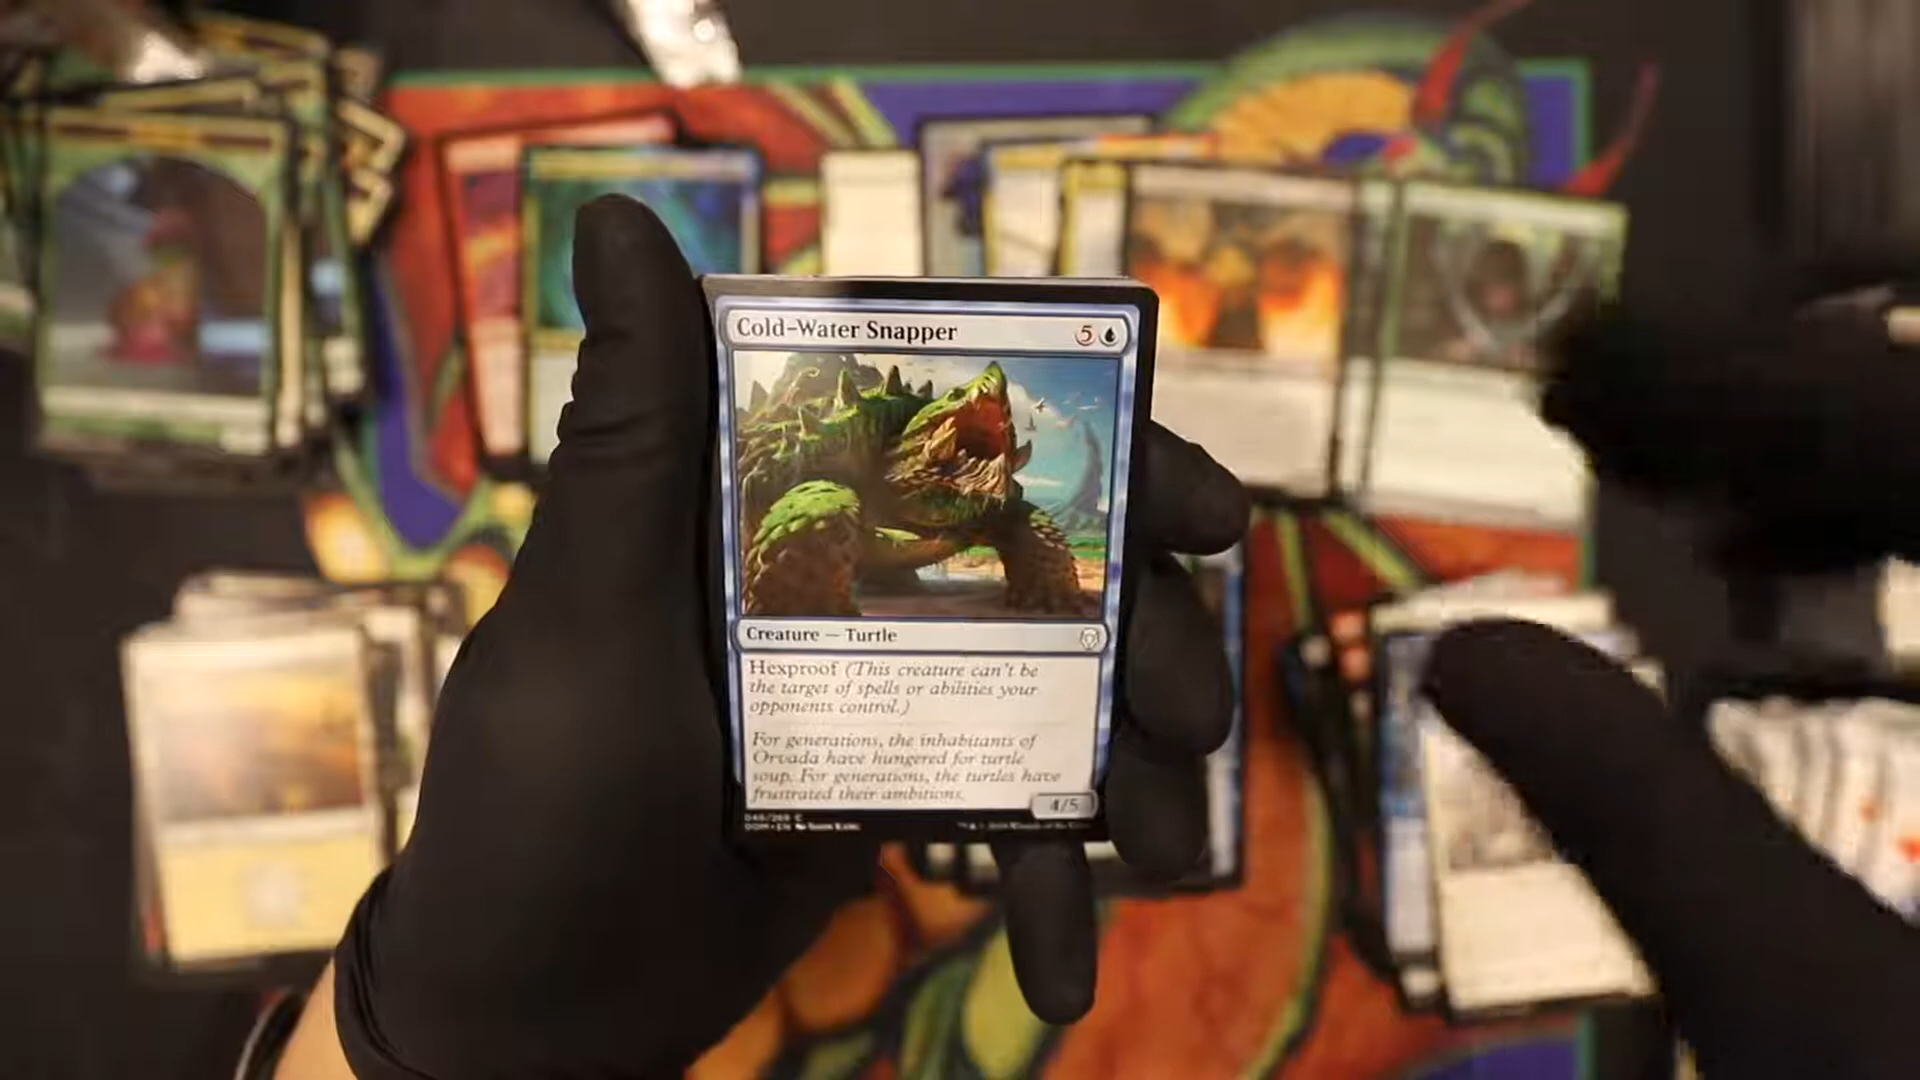 Cold-Water Snapper 5
Creature — Turtle
Hexproof (This creature can't be
the target of spells or abilities your
opponents control.)
For generations, the inhabitants of
Orvada have hungered for turtle
soup. For generations, the turtles have
frustrated their ambitions.
4/5
DOM • EN